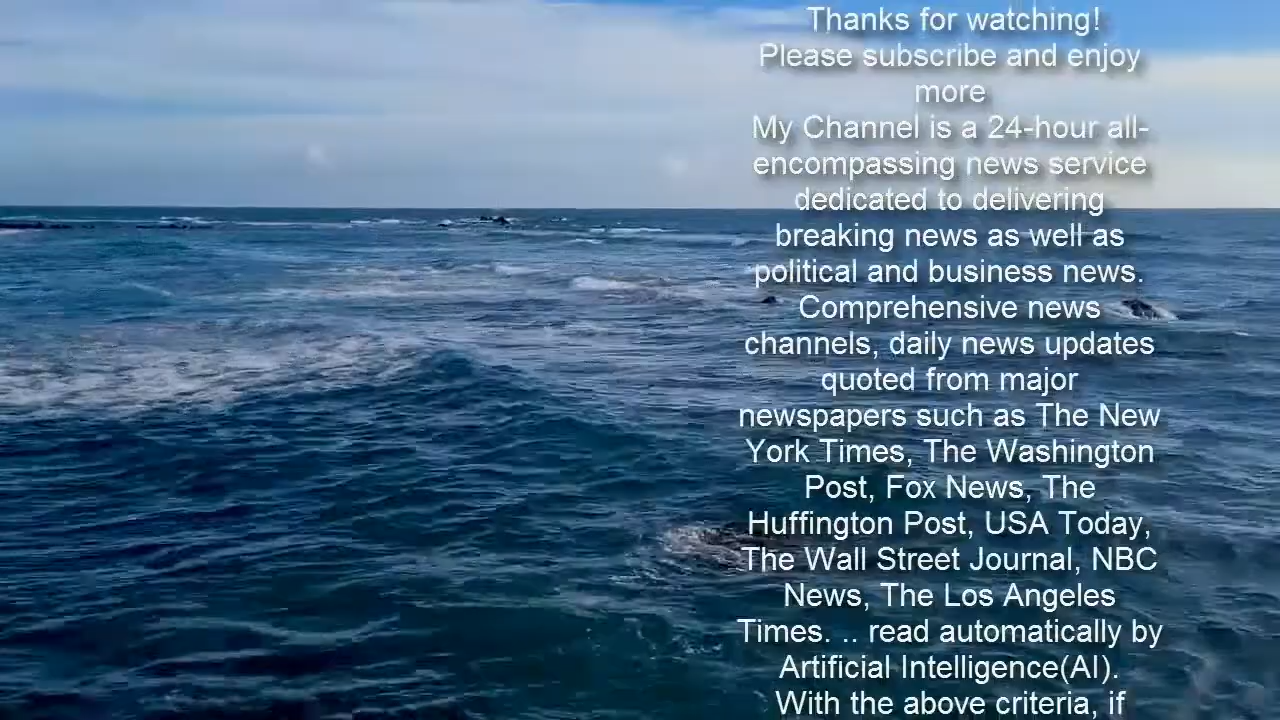 Thanks for watching!
Please subscribe and enjoy
more
My Channel is a 24-hour all-
encompassing news service
dedicated to delivering
breaking news as well as
political and business news.
Comprehensive news
channels, daily news updates
quoted from major
newspapers such as The New
York Times, The Washington
Post, Fox News, The
Huffington Post, USA Today,
The Wall Street Journal, NBC
News, The Los Angeles
Times. .. read automatically by
Artificial Intelligence(AI).
With the above criteria, if